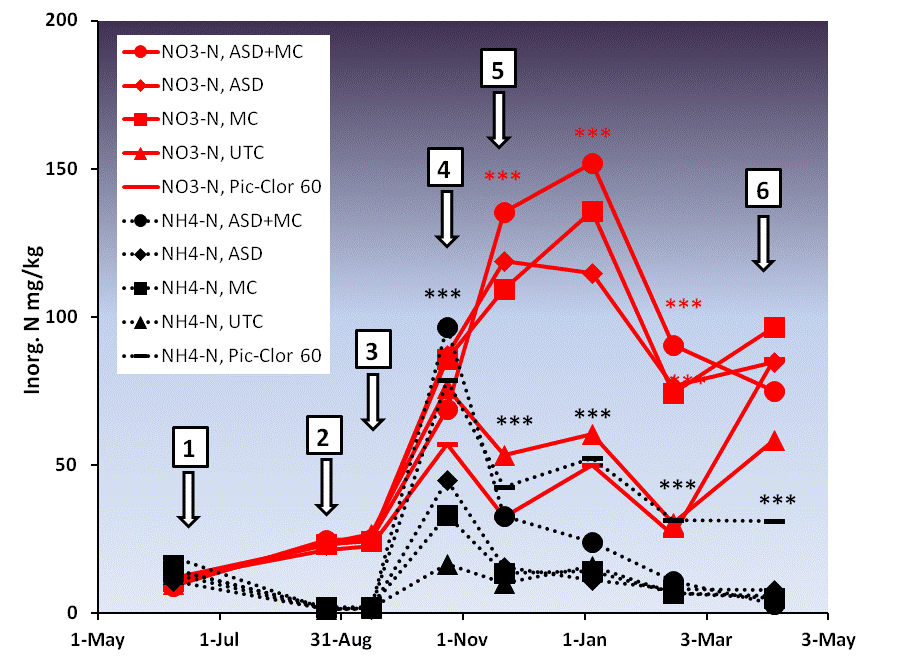 Inorg. N mg/kg
200
150
100
50
0
NO3-N, ASD+MC
NO3-N, ASD
NO3-N, MC
NO3-N, UTC
NO3-N, Pic-Clor 60
NH4-N, ASD+MC
NH4-N, ASD
NH4-N, MC
NH4-N, UTC
NH4-N, Pic-Clor 60
1
2
3
4
5
6
***
***
***
***
***
***
***
***
***
1-May
1-Jul
31-Aug
1-Nov
1-Jan
3-Mar
3-May